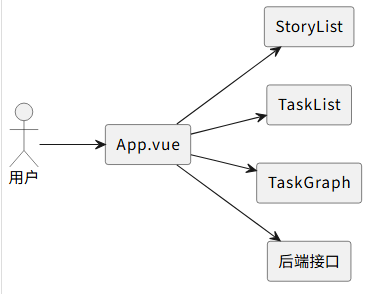 StoryList
TaskList
App.vue
用户
TaskGraph
后端接口